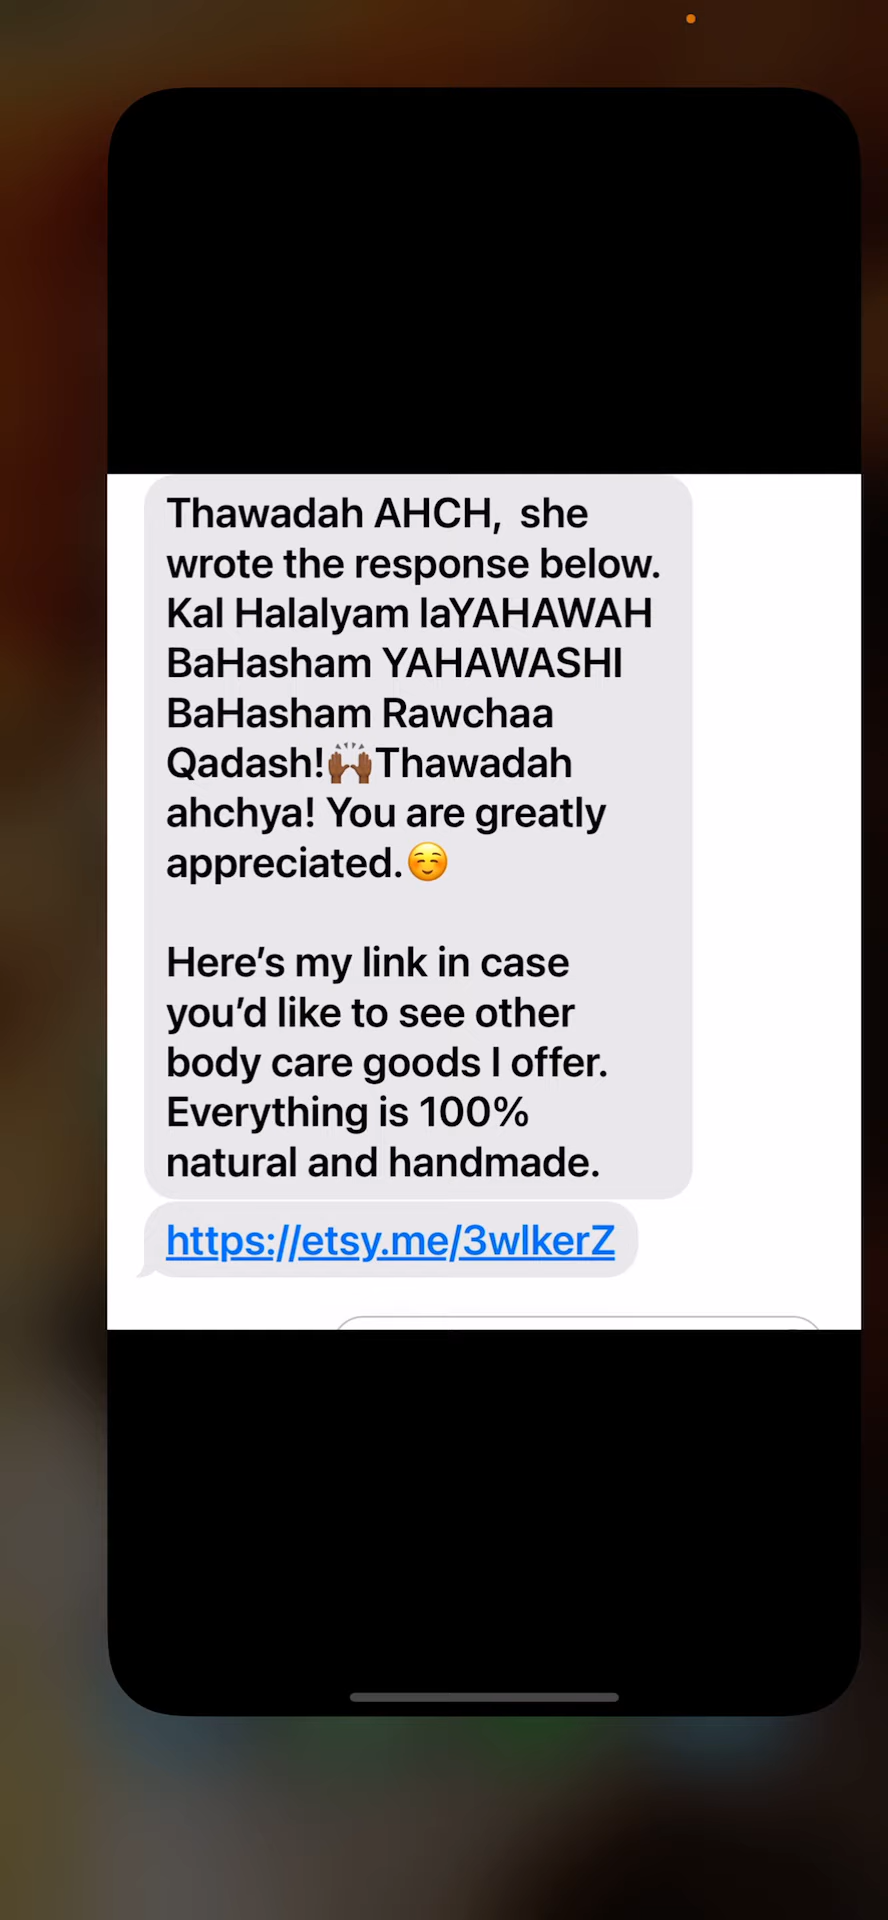 Thawadah AHCH,  she
wrote the response below.
Kal Halalyam laYAHAWAH
BaHasham YAHAWASHI
BaHasham Rawchaa
Qadash!🙌🏾Thawadah
ahchya! You are greatly
appreciated.☺️
Here’s my link in case
you’d like to see other
body care goods I offer.
Everything is 100%
natural and handmade.
https://etsy.me/3wlkerZ